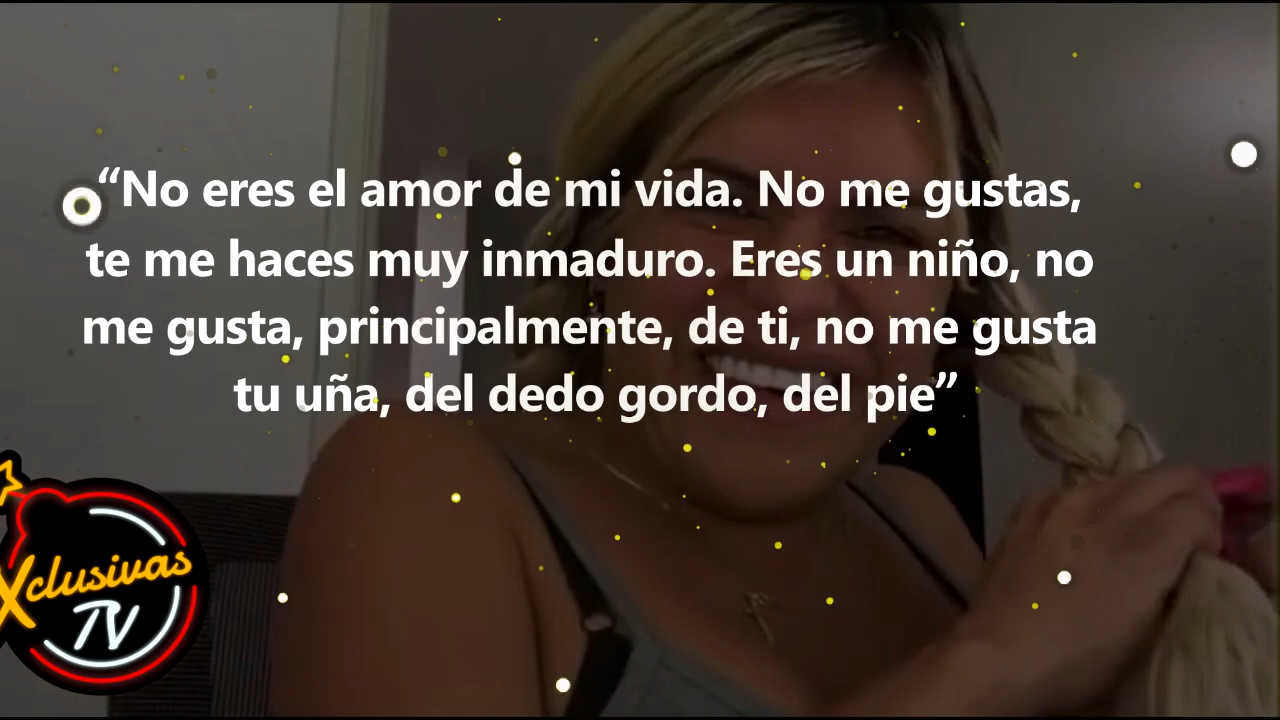 “No eres el amor de mi vida. No me gustas,
te me haces muy inmaduro. Eres un niño, no
me gusta, principalmente, de ti, no me gusta
tu uña, del dedo gordo, del pie”
Xclusivas
TV